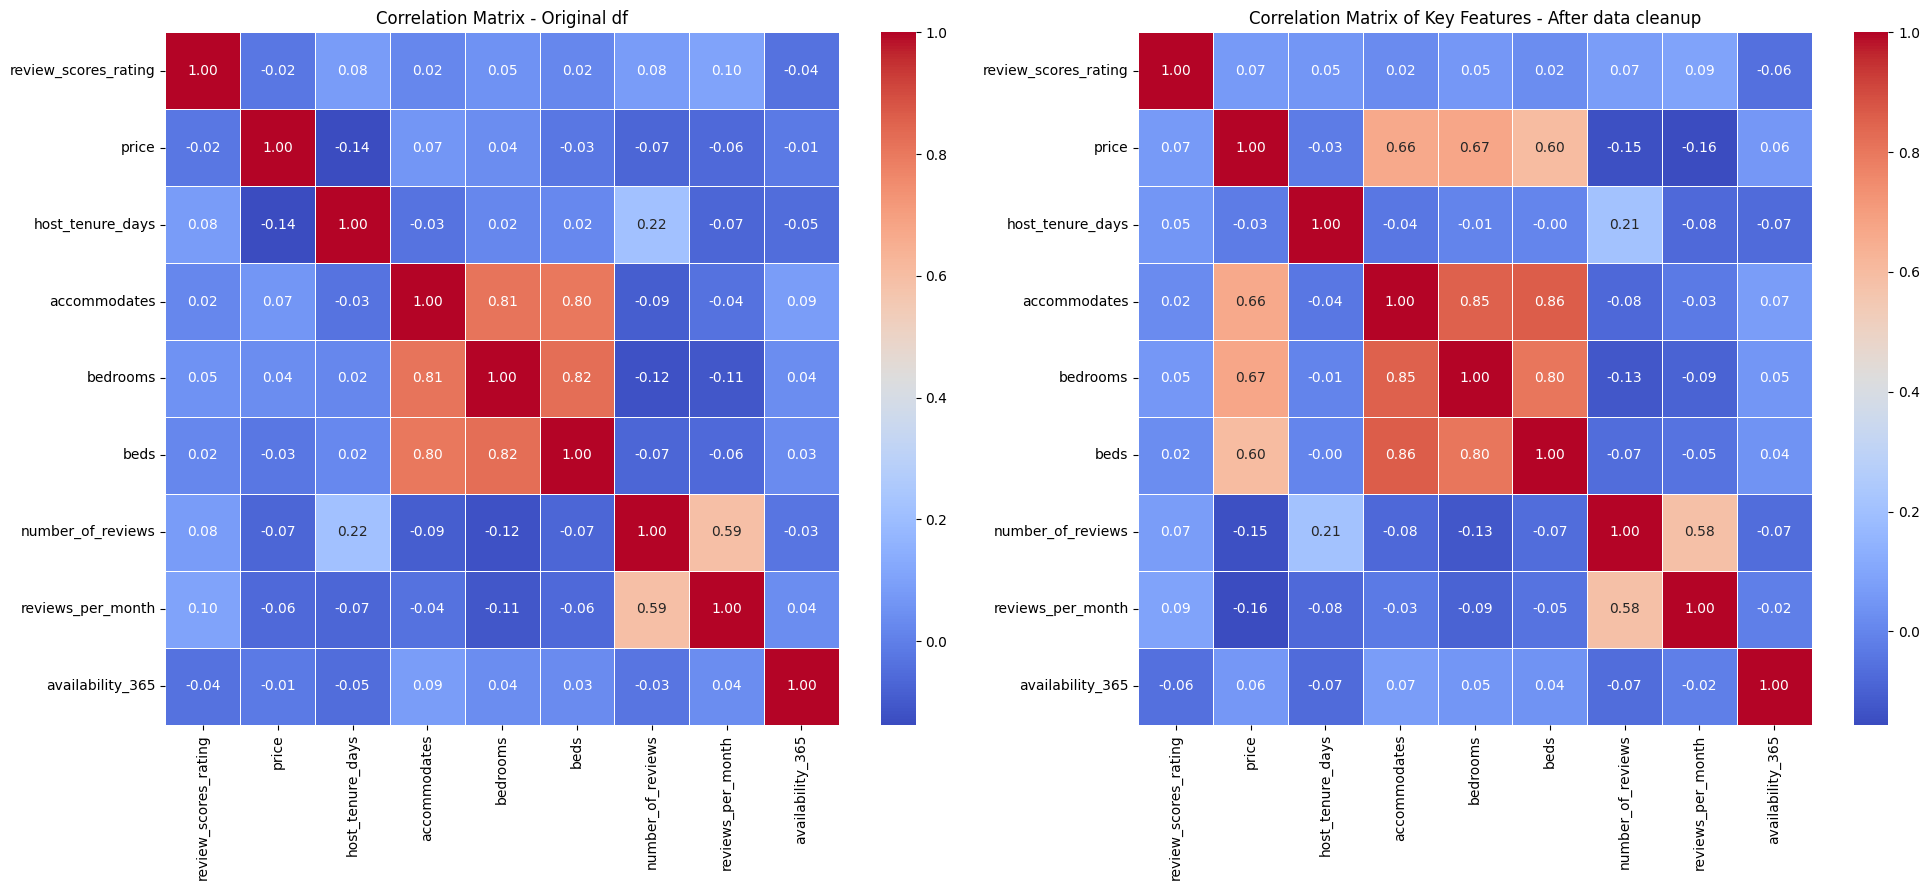 Correlation Matrix - Original df
review_scores_rating 1.00 -0.02 0.08 0.02 0.05 0.02 0.08 0.10 -0.04
price -0.02 1.00 -0.14 0.07 0.04 -0.03 -0.07 -0.06 -0.01
host_tenure_days 0.08 -0.14 1.00 -0.03 0.02 0.02 0.22 -0.07 -0.05
accommodates 0.02 0.07 -0.03 1.00 0.81 0.80 -0.09 -0.04 0.09
bedrooms 0.05 0.04 0.02 0.81 1.00 0.82 -0.12 -0.11 0.04
beds 0.02 -0.03 0.02 0.80 0.82 1.00 -0.07 -0.06 0.03
number_of_reviews 0.08 -0.07 0.22 -0.09 -0.12 -0.07 1.00 0.59 -0.03
reviews_per_month 0.10 -0.06 -0.07 -0.04 -0.11 -0.06 0.59 1.00 0.04
availability_365 -0.04 -0.01 -0.05 0.09 0.04 0.03 -0.03 0.04 1.00
review_scores_rating
price
host_tenure_days
accommodates
bedrooms
beds
number_of_reviews
reviews_per_month
availability_365
1.0
0.8
0.6
0.4
0.2
0.0
Correlation Matrix of Key Features - After data cleanup
review_scores_rating 1.00 0.07 0.05 0.02 0.05 0.02 0.07 0.09 -0.06
price 0.07 1.00 -0.03 0.66 0.67 0.60 -0.15 -0.16 0.06
host_tenure_days 0.05 -0.03 1.00 -0.04 -0.01 -0.00 0.21 -0.08 -0.07
accommodates 0.02 0.66 -0.04 1.00 0.85 0.86 -0.08 -0.03 0.07
bedrooms 0.05 0.67 -0.01 0.85 1.00 0.80 -0.13 -0.09 0.05
beds 0.02 0.60 -0.00 0.86 0.80 1.00 -0.07 -0.05 0.04
number_of_reviews 0.07 -0.15 0.21 -0.08 -0.13 -0.07 1.00 0.58 -0.07
reviews_per_month 0.09 -0.16 -0.08 -0.03 -0.09 -0.05 0.58 1.00 -0.02
availability_365 -0.06 0.06 -0.07 0.07 0.05 0.04 -0.07 -0.02 1.00
review_scores_rating
price
host_tenure_days
accommodates
bedrooms
beds
number_of_reviews
reviews_per_month
availability_365
1.0
0.8
0.6
0.4
0.2
0.0